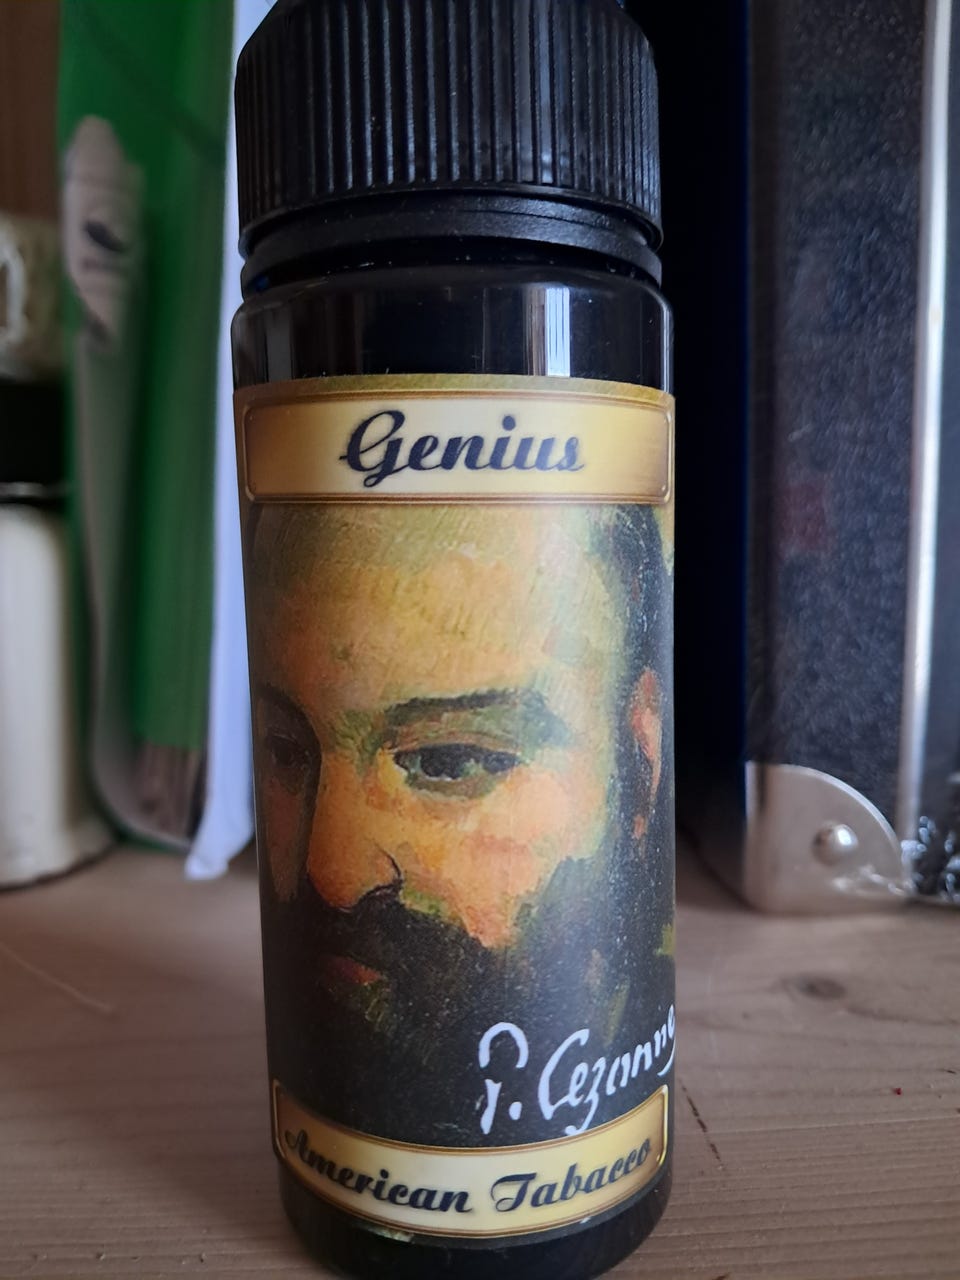 Genius
P. Cezanne
American Tabacco